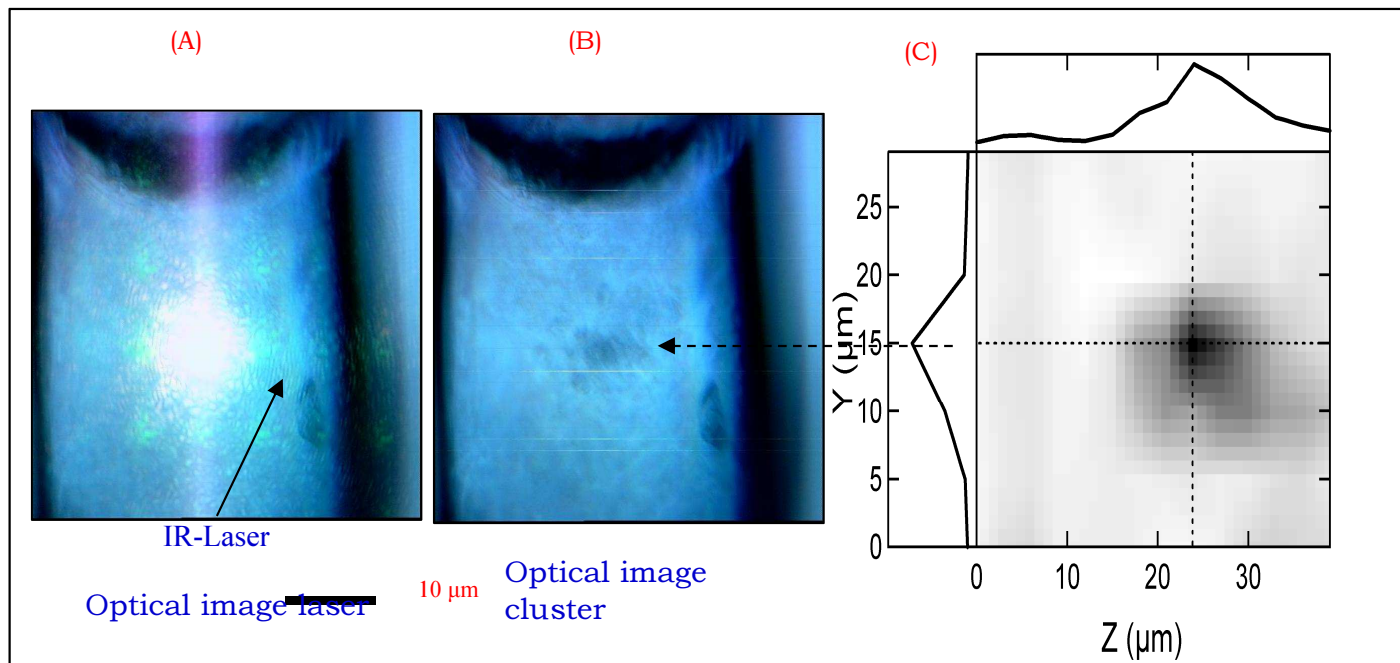 (A)
(B)
(C)
IR-Laser
Optical image laser
10 μm
Optical image
cluster
25
20
15
10
5
0
Y (μm)
0
10
20
30
Z (μm)